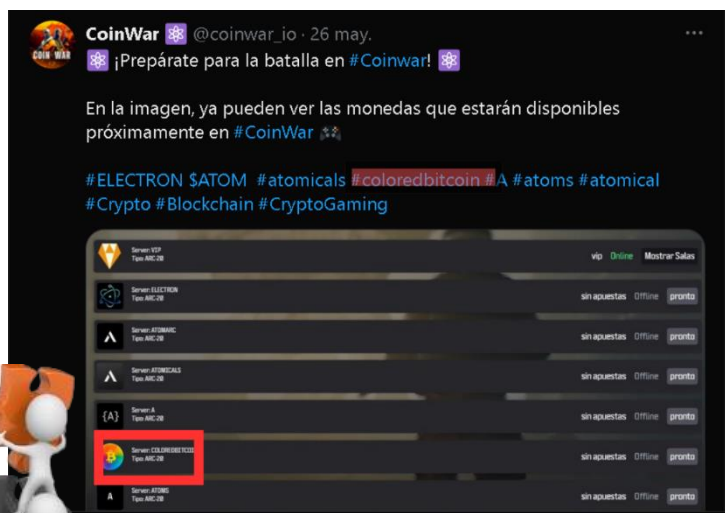 CoinWar @coinwar_io · 26 may.
¡Prepárate para la batalla en #Coinwar!
En la imagen, ya pueden ver las monedas que estarán disponibles
próximamente en #CoinWar
#ELECTRON $ATOM #atomicals #coloredbitcoin #A #atoms #atomical
#Crypto #Blockchain #CryptoGaming
COIN WAR
Server: VIP
Tipo: ARC-20
vip Online Mostrar Salas
Server: ELECTRON
Tipo: ARC-20
sin apuestas Offline pronto
Server: ATOMARC
Tipo: ARC-20
sin apuestas Offline pronto
Server: ATOMICALS
Tipo: ARC-20
sin apuestas Offline pronto
{A}
Server: A
Tipo: ARC-20
sin apuestas Offline pronto
Server: COLOREDBITCOIN
Tipo: ARC-20
sin apuestas Offline pronto
A
Server: ATOMS
Tipo: ARC-20
sin apuestas Offline pronto